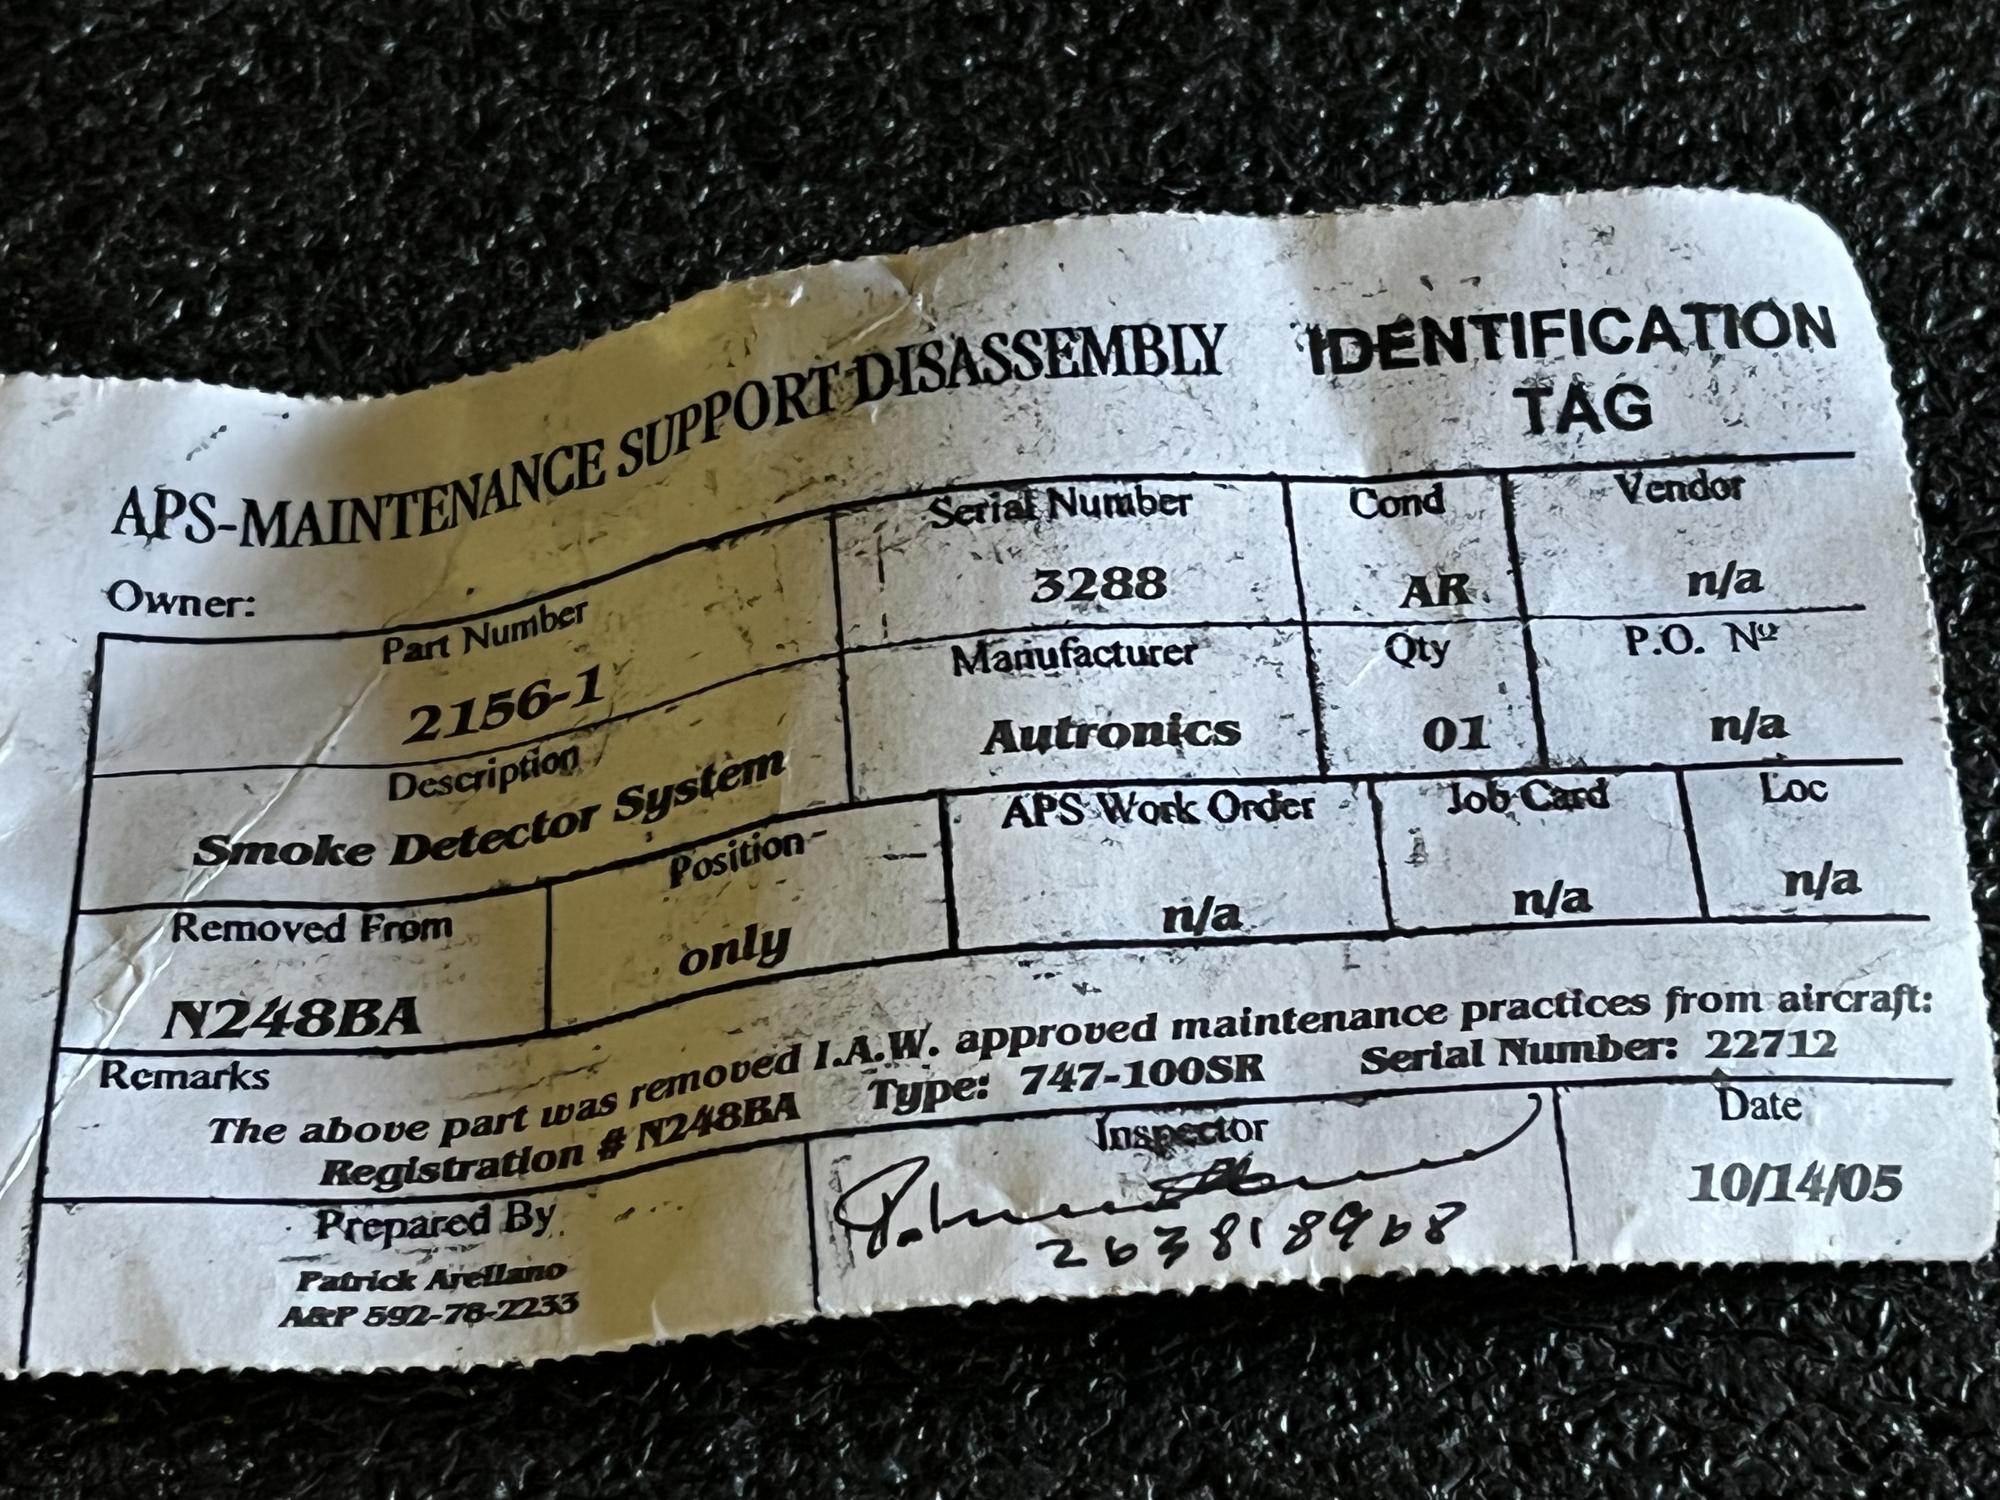 APS-MAINTENANCE SUPPORT DISASSEMBLY
IDENTIFICATION
TAG
Owner:
Part Number
2156-1
Serial Number
3288
Cond
AR
Vendor
n/a
Description
Smoke Detector System
Manufacturer
Autronics
Qty
01
P.O. Nº
n/a
Removed From
N248BA
Position
only
APS Work Order
n/a
Job Card
n/a
Loc
n/a
Remarks
The above part was removed I.A.W. approved maintenance practices from aircraft:
Registration # N248BA Type: 747-100SR Serial Number: 22712
Prepared By
Patrick Arellano
A&P 592-78-2233
Inspector
263818968
Date
10/14/05